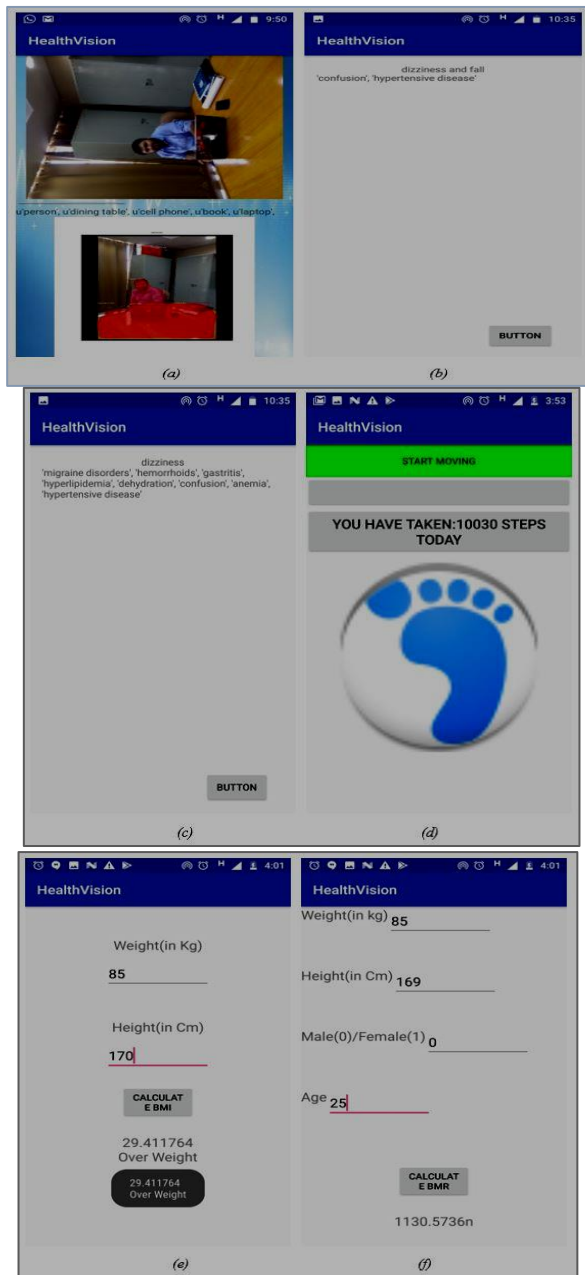 9:50
HealthVision
u'person', u'dining table', u'cell phone', u'book', u'laptop',
(a)
10:35
HealthVision
dizziness and fall
'confusion', 'hypertensive disease'
BUTTON
(b)
10:35
HealthVision
dizziness
'migraine disorders', 'hemorrhoids', 'gastritis',
'hyperlipidemia', 'dehydration', 'confusion', 'anemia',
'hypertensive disease'
BUTTON
(c)
3:53
HealthVision
START MOVING
YOU HAVE TAKEN:10030 STEPS
TODAY
(d)
4:01
HealthVision
Weight(in Kg)
85
Height(in Cm)
170
CALCULAT
E BMI
29.411764
Over Weight
29.411764
Over Weight
(e)
H 4:01
HealthVision
Weight(in kg) 85
Height(in Cm) 169
Male(0)/Female(1) 0
Age 25
CALCULAT
E BMR
1130.5736n
(f)